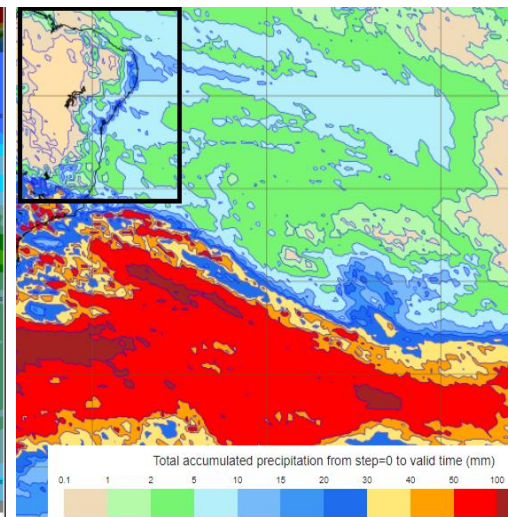 Total accumulated precipitation from step=0 to valid time (mm)
0.1 1 2 5 10 15 20 30 40 50 100